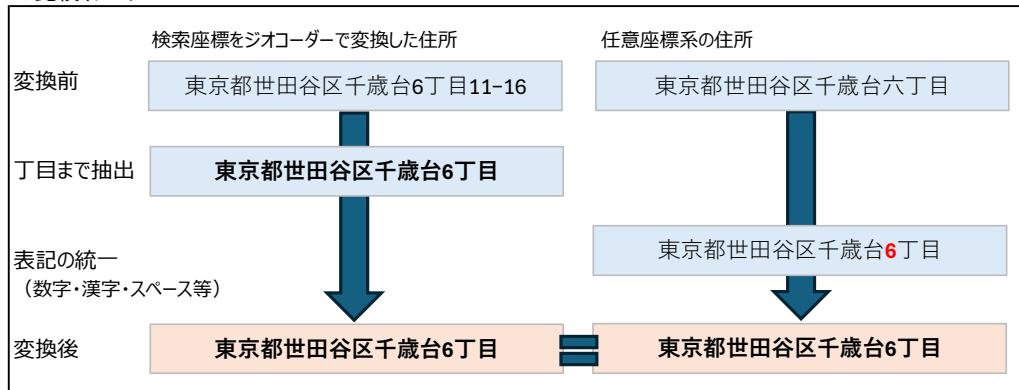 検索座標をジオコーダーで変換した住所 任意座標系の住所
変換前 東京都世田谷区千歳台6丁目11−16 東京都世田谷区千歳台六丁目
丁目まで抽出 東京都世田谷区千歳台6丁目
東京都世田谷区千歳台6丁目
表記の統一
（数字・漢字・スペース等）
変換後 東京都世田谷区千歳台6丁目 = 東京都世田谷区千歳台6丁目